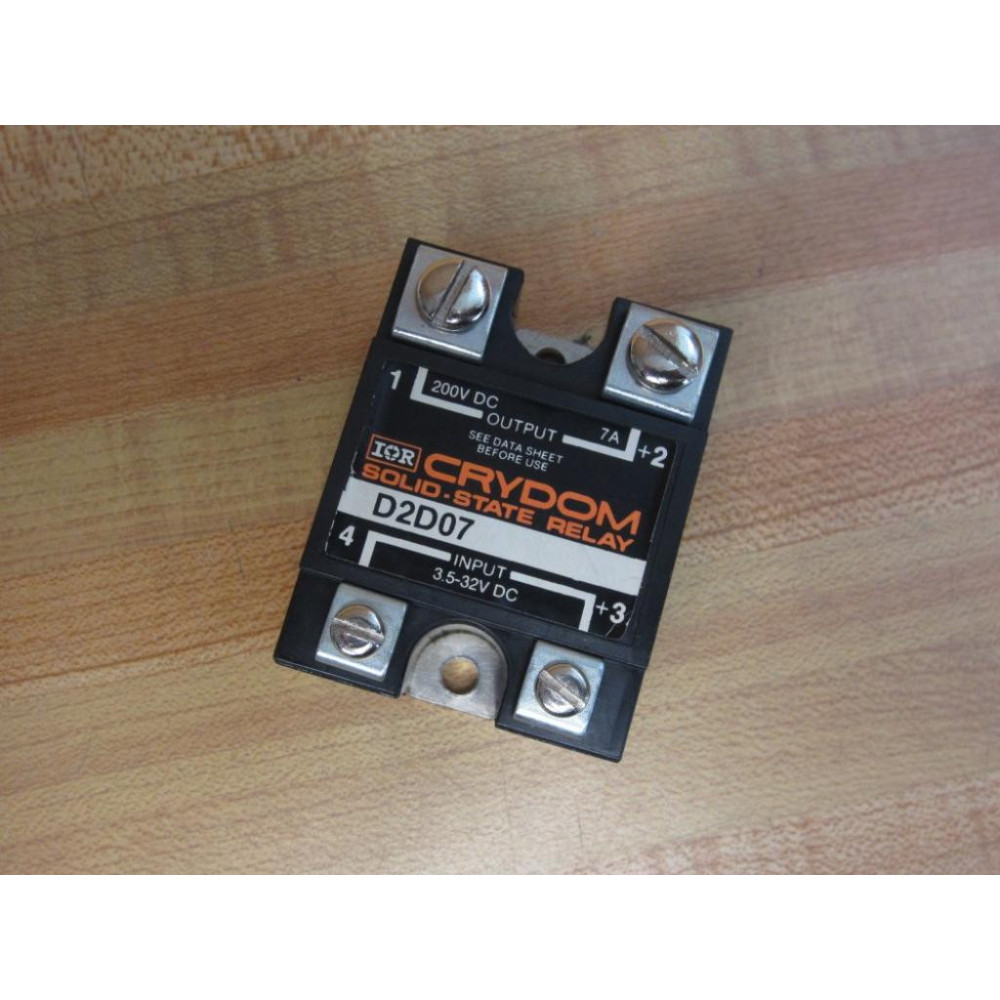 1 200V DC 7A +2
OUTPUT
SEE DATA SHEET
BEFORE USE
IOR CRYDOM
SOLID-STATE RELAY
D2D07
4 INPUT +3
3.5-32V DC